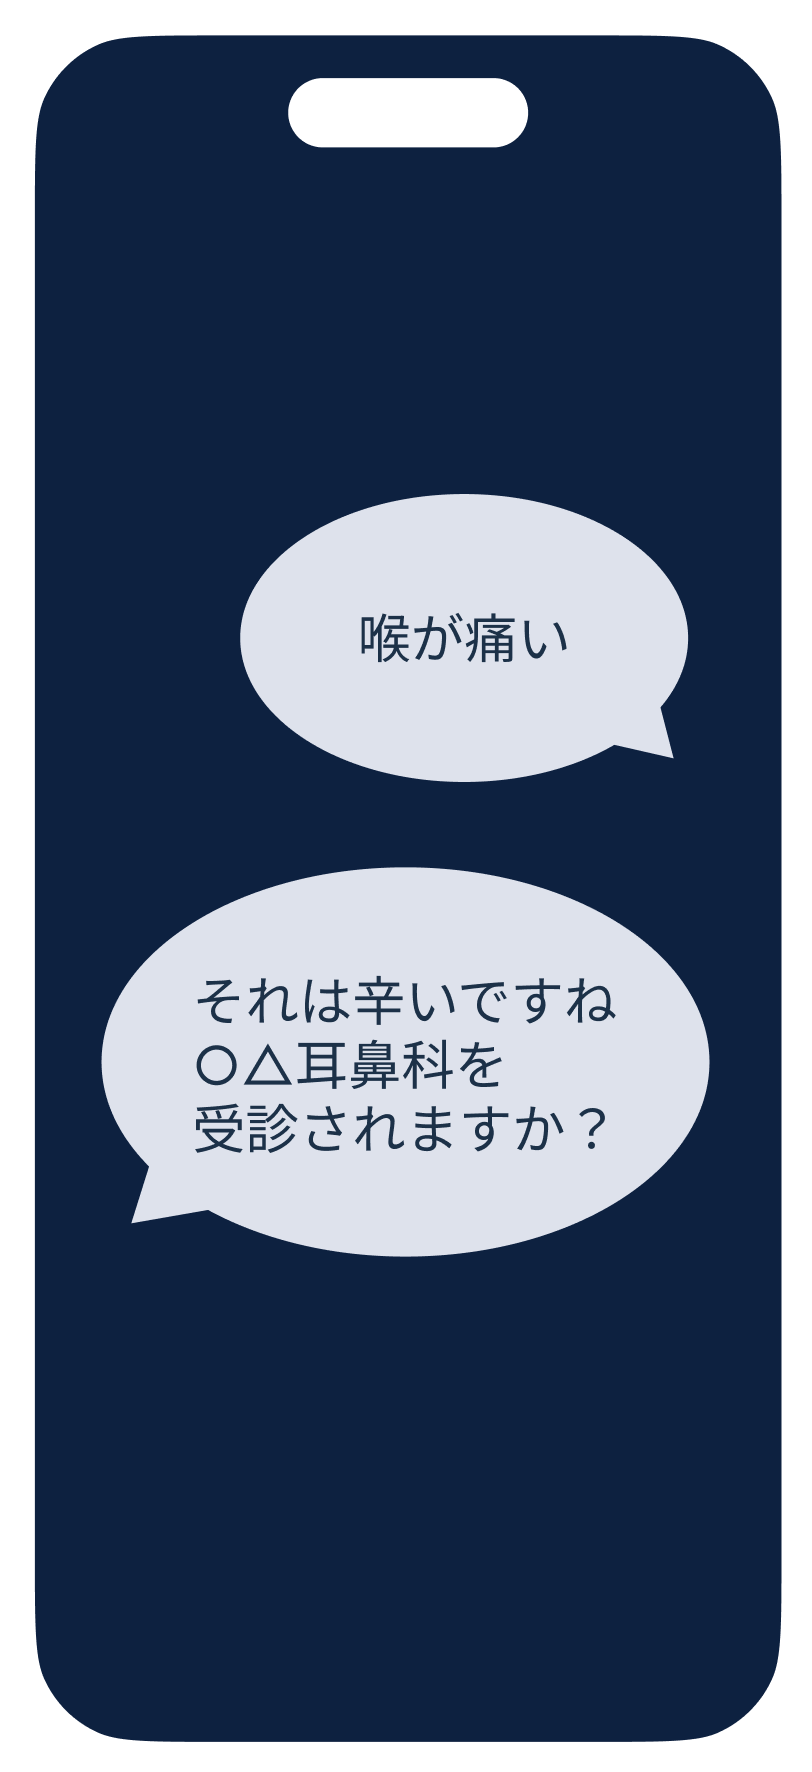 喉が痛い
それは辛いですね
○△耳鼻科を
受診されますか？